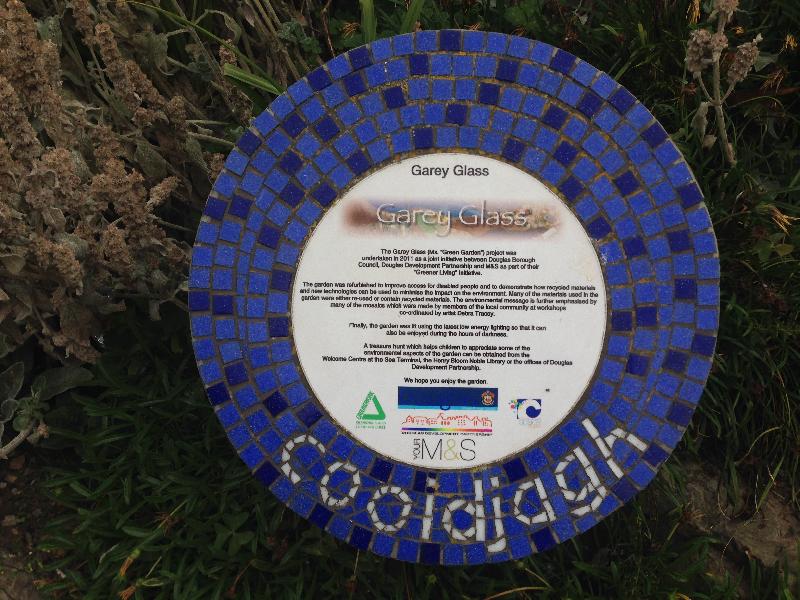 Garey Glass
Garey Glass
The Garey Glass (Mx. "Green Garden") project was
undertaken in 2011 as a joint initiative between Douglas Borough
Council, Douglas Development Partnership and M&S as part of their
"Greener Living" initiative.
The garden was refurbished to improve access for disabled people and to demonstrate how recycled materials
and new technologies can be used to minimise the impact on the environment. Many of the materials used in the
garden were either re-used or contain recycled materials. The environmental message is further emphasised by
many of the mosaics which were made by members of the local community at workshops
co-ordinated by artist Debra Tracey.
Finally, the garden was lit using the latest low energy lighting so that it can
also be enjoyed during the hours of darkness.
A treasure hunt which helps children to appreciate some of the
environmental aspects of the garden can be obtained from the
Welcome Centre at the Sea Terminal, the Henry Bloom Noble Library or the offices of Douglas
Development Partnership.
We hope you enjoy the garden.
DOUGLAS DEVELOPMENT PARTNERSHIP
YOUR
M&S
cooidjagh